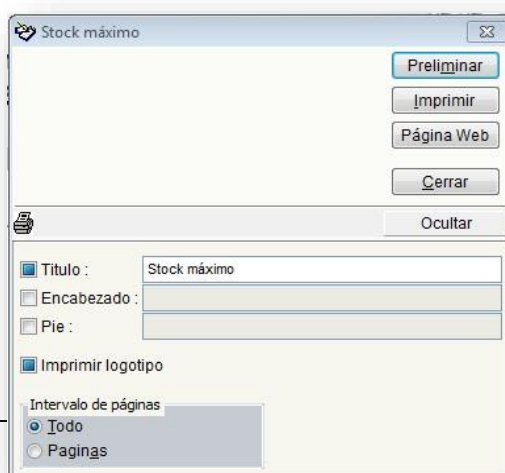 Stock máximo
Preliminar
Imprimir
Página Web
Cerrar
Ocultar
Titulo : Stock máximo
Encabezado :
Pie :
Imprimir logotipo
Intervalo de páginas
Todo
Paginas